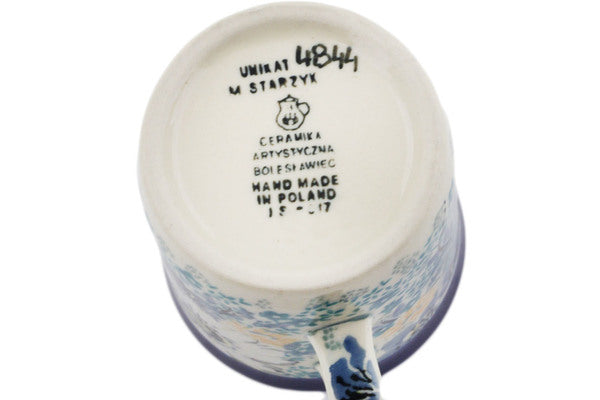 UNIKAT 4844
M STARZYK
CERAMIKA
ARTYSTYCZNA
BOLESŁAWIEC
HAND MADE
IN POLAND